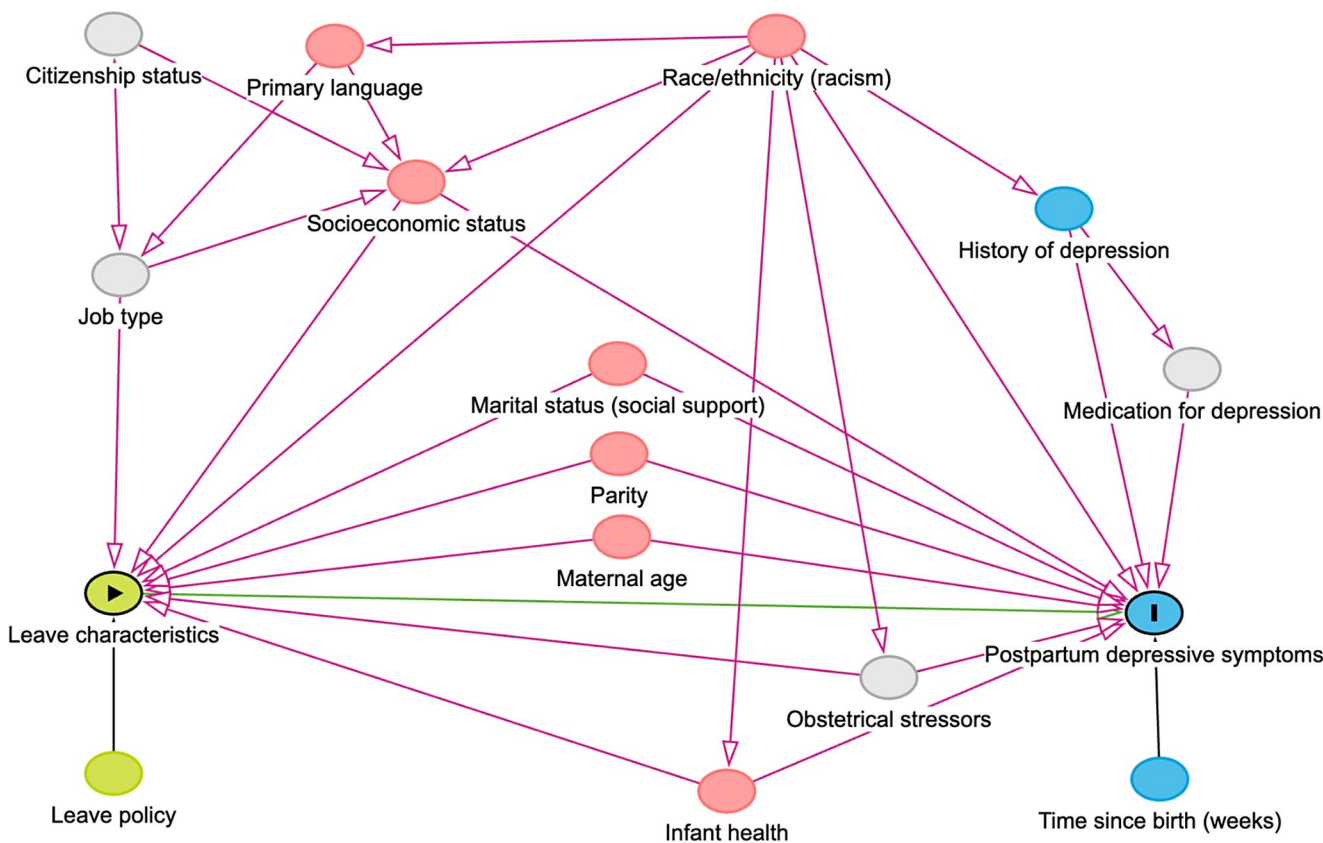 Citizenship status
Primary language
Race/ethnicity (racism)
Socioeconomic status
History of depression
Job type
Marital status (social support)
Medication for depression
Parity
Maternal age
Leave characteristics
Postpartum depressive symptoms
Obstetrical stressors
Leave policy
Infant health
Time since birth (weeks)